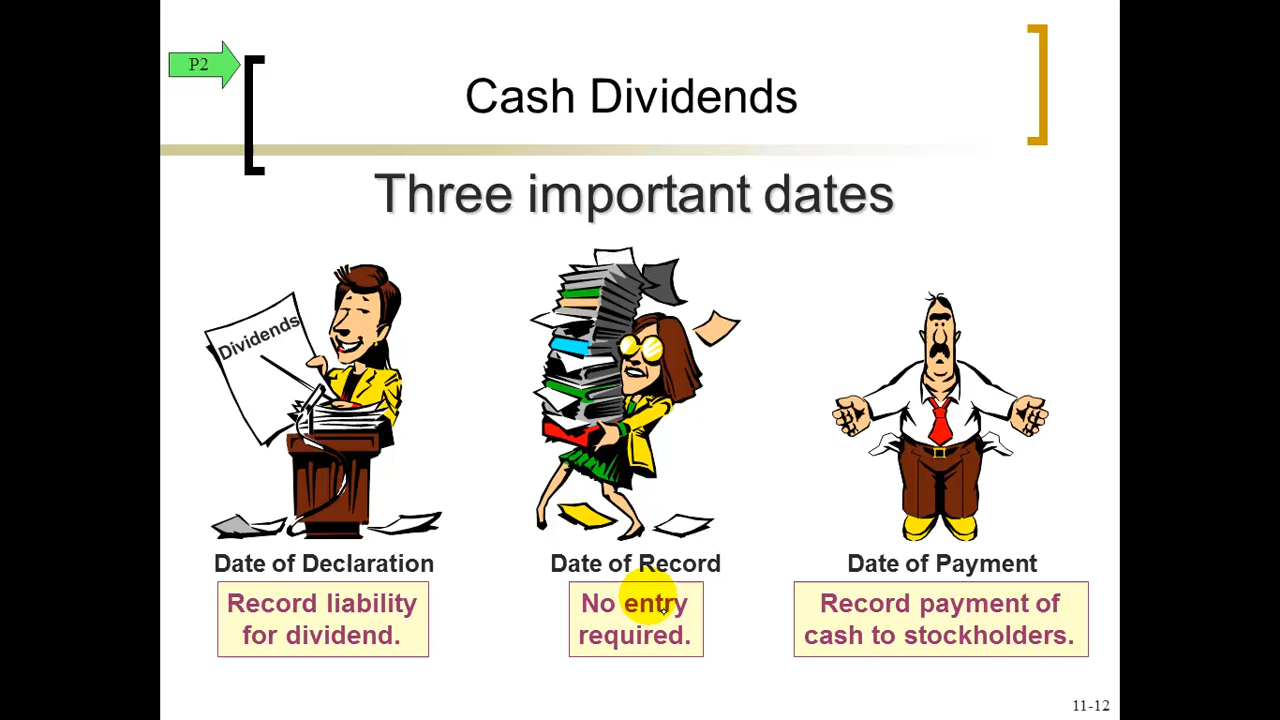 P2
Cash Dividends
Three important dates
Dividends
Date of Declaration
Record liability
for dividend.
Date of Record
No entry
required.
Date of Payment
Record payment of
cash to stockholders.
11-12